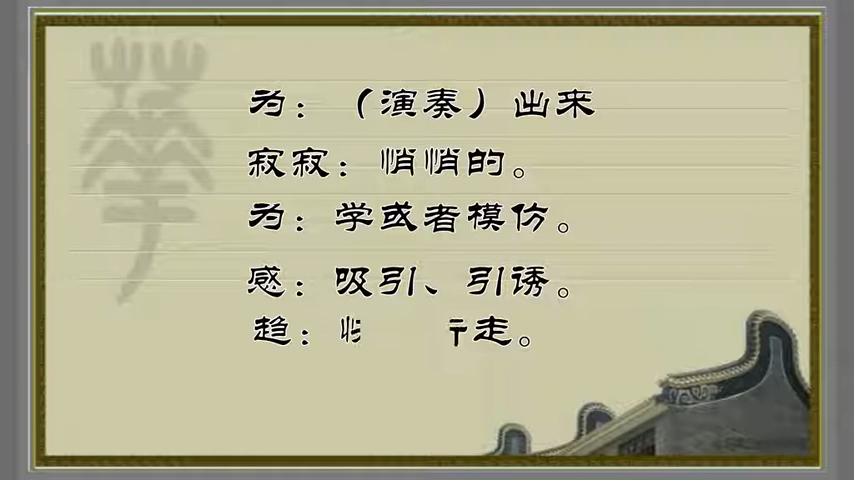 为：（演奏）出来
寂寂：悄悄的。
为：学或者模仿。
感：吸引、引诱。
趋：走。